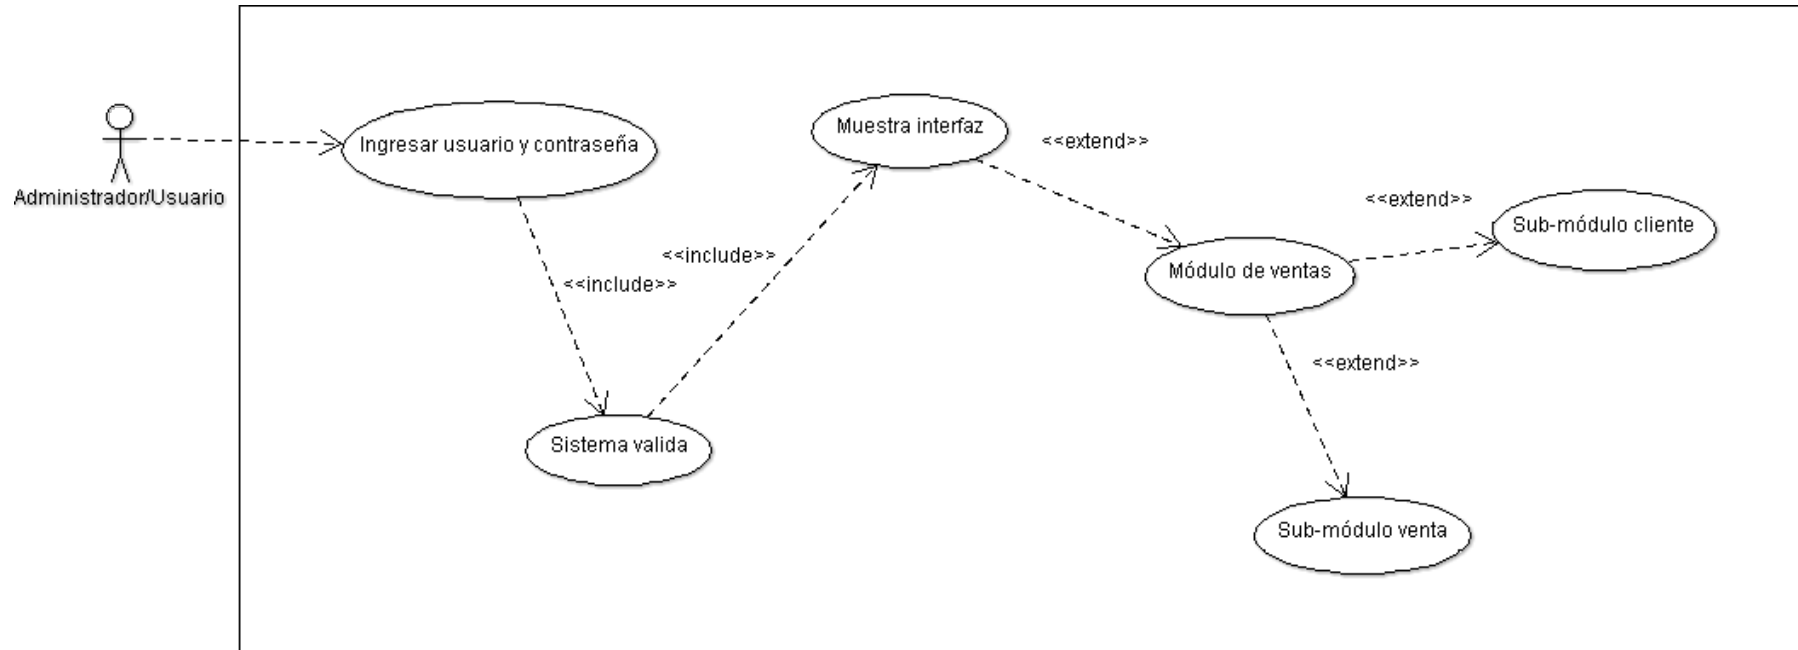 Administrador/Usuario
Ingresar usuario y contraseña
<<include>>
Sistema valida
<<include>>
Muestra interfaz
<<extend>>
Módulo de ventas
<<extend>>
Sub-módulo cliente
<<extend>>
Sub-módulo venta